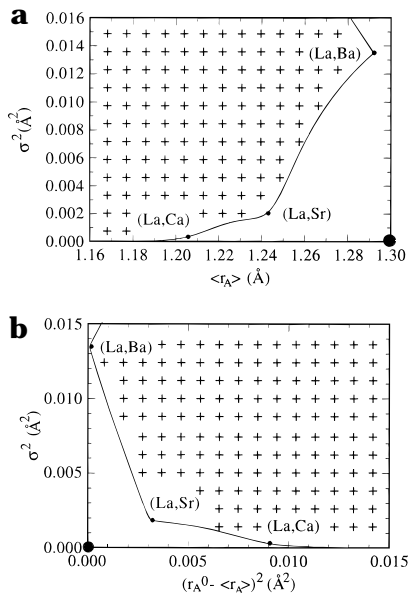 a
0.016
0.014
0.012
0.010
0.008
0.006
0.004
0.002
0.000
σ²(Å²)
(La,Ba)
(La,Ca)
(La,Sr)
1.16 1.18 1.20 1.22 1.24 1.26 1.28 1.30
<r_A> (Å)
b
0.015
0.010
0.005
0.000
σ² (Å²)
(La,Ba)
(La,Sr)
(La,Ca)
0.000 0.005 0.010 0.015
(r_A⁰- <r_A>)² (Å²)